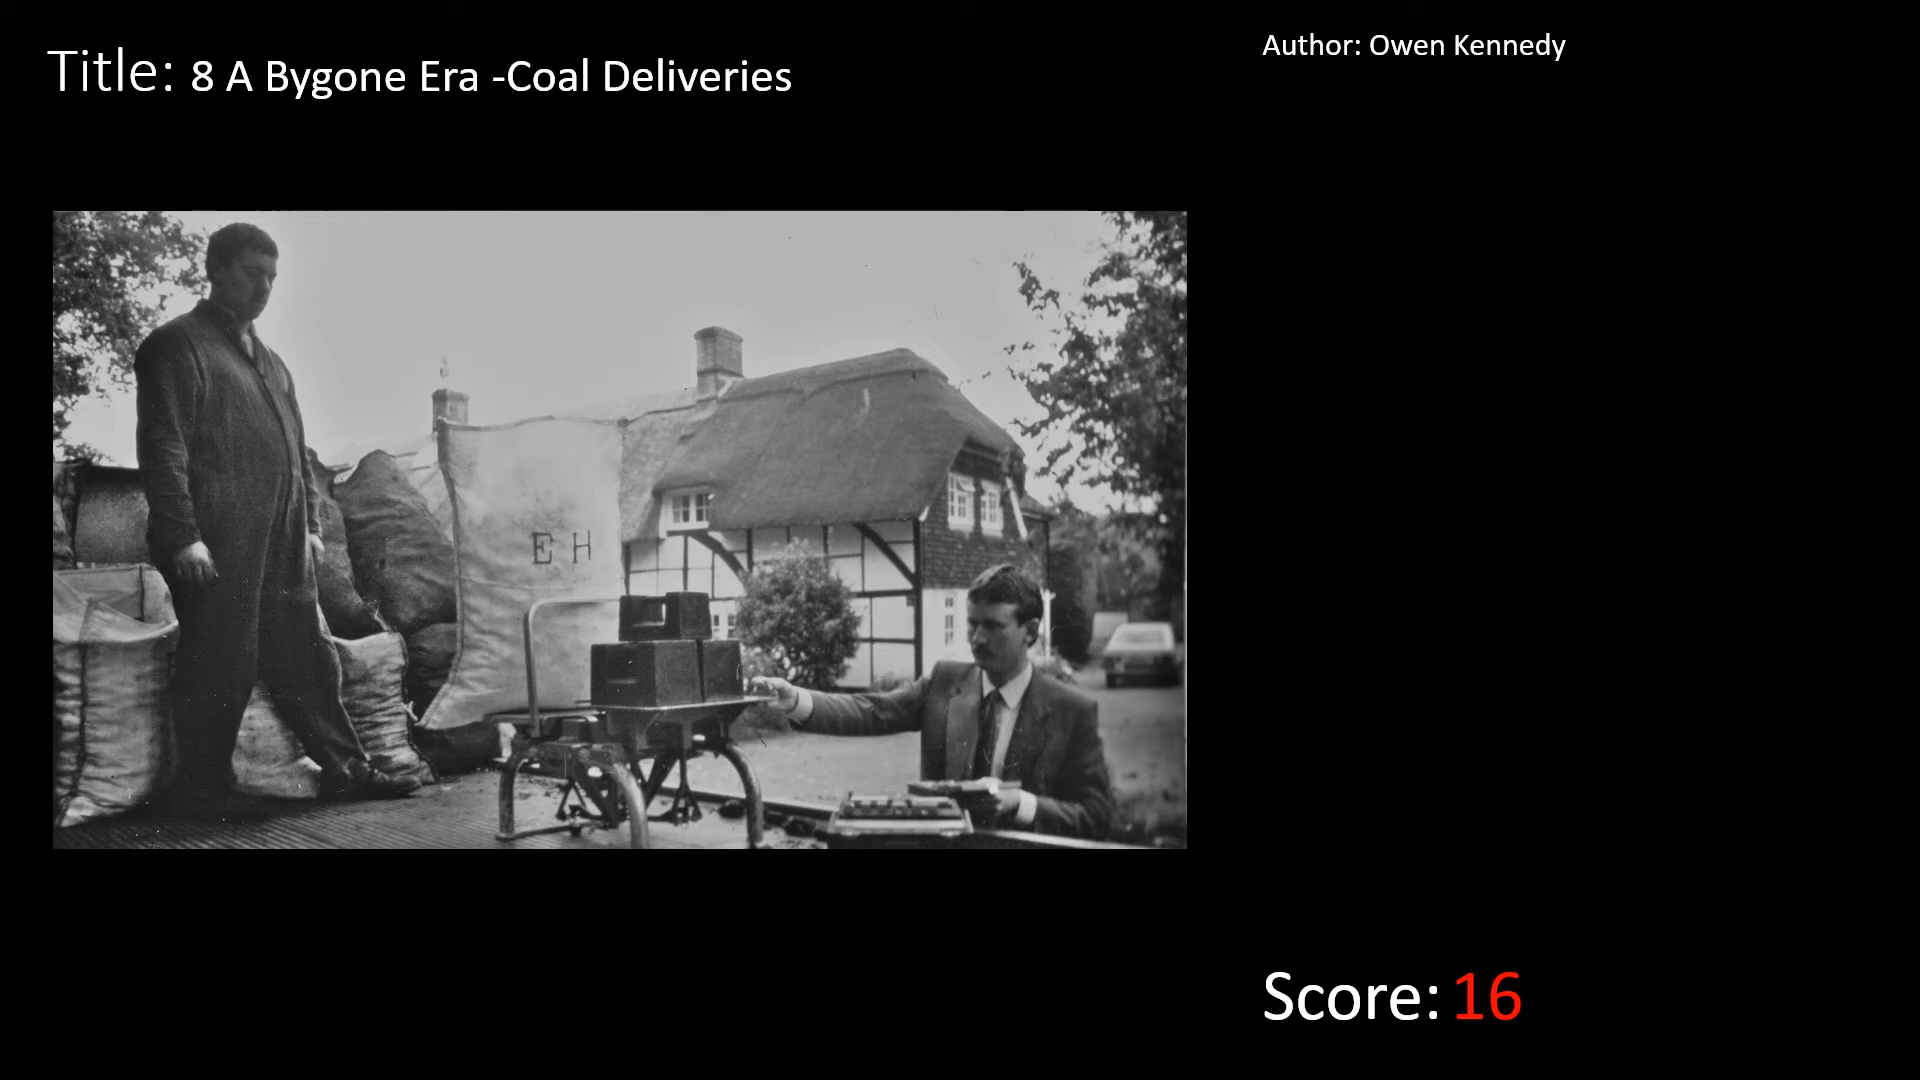 Title: 8 A Bygone Era -Coal Deliveries
Author: Owen Kennedy
E H
Score: 16